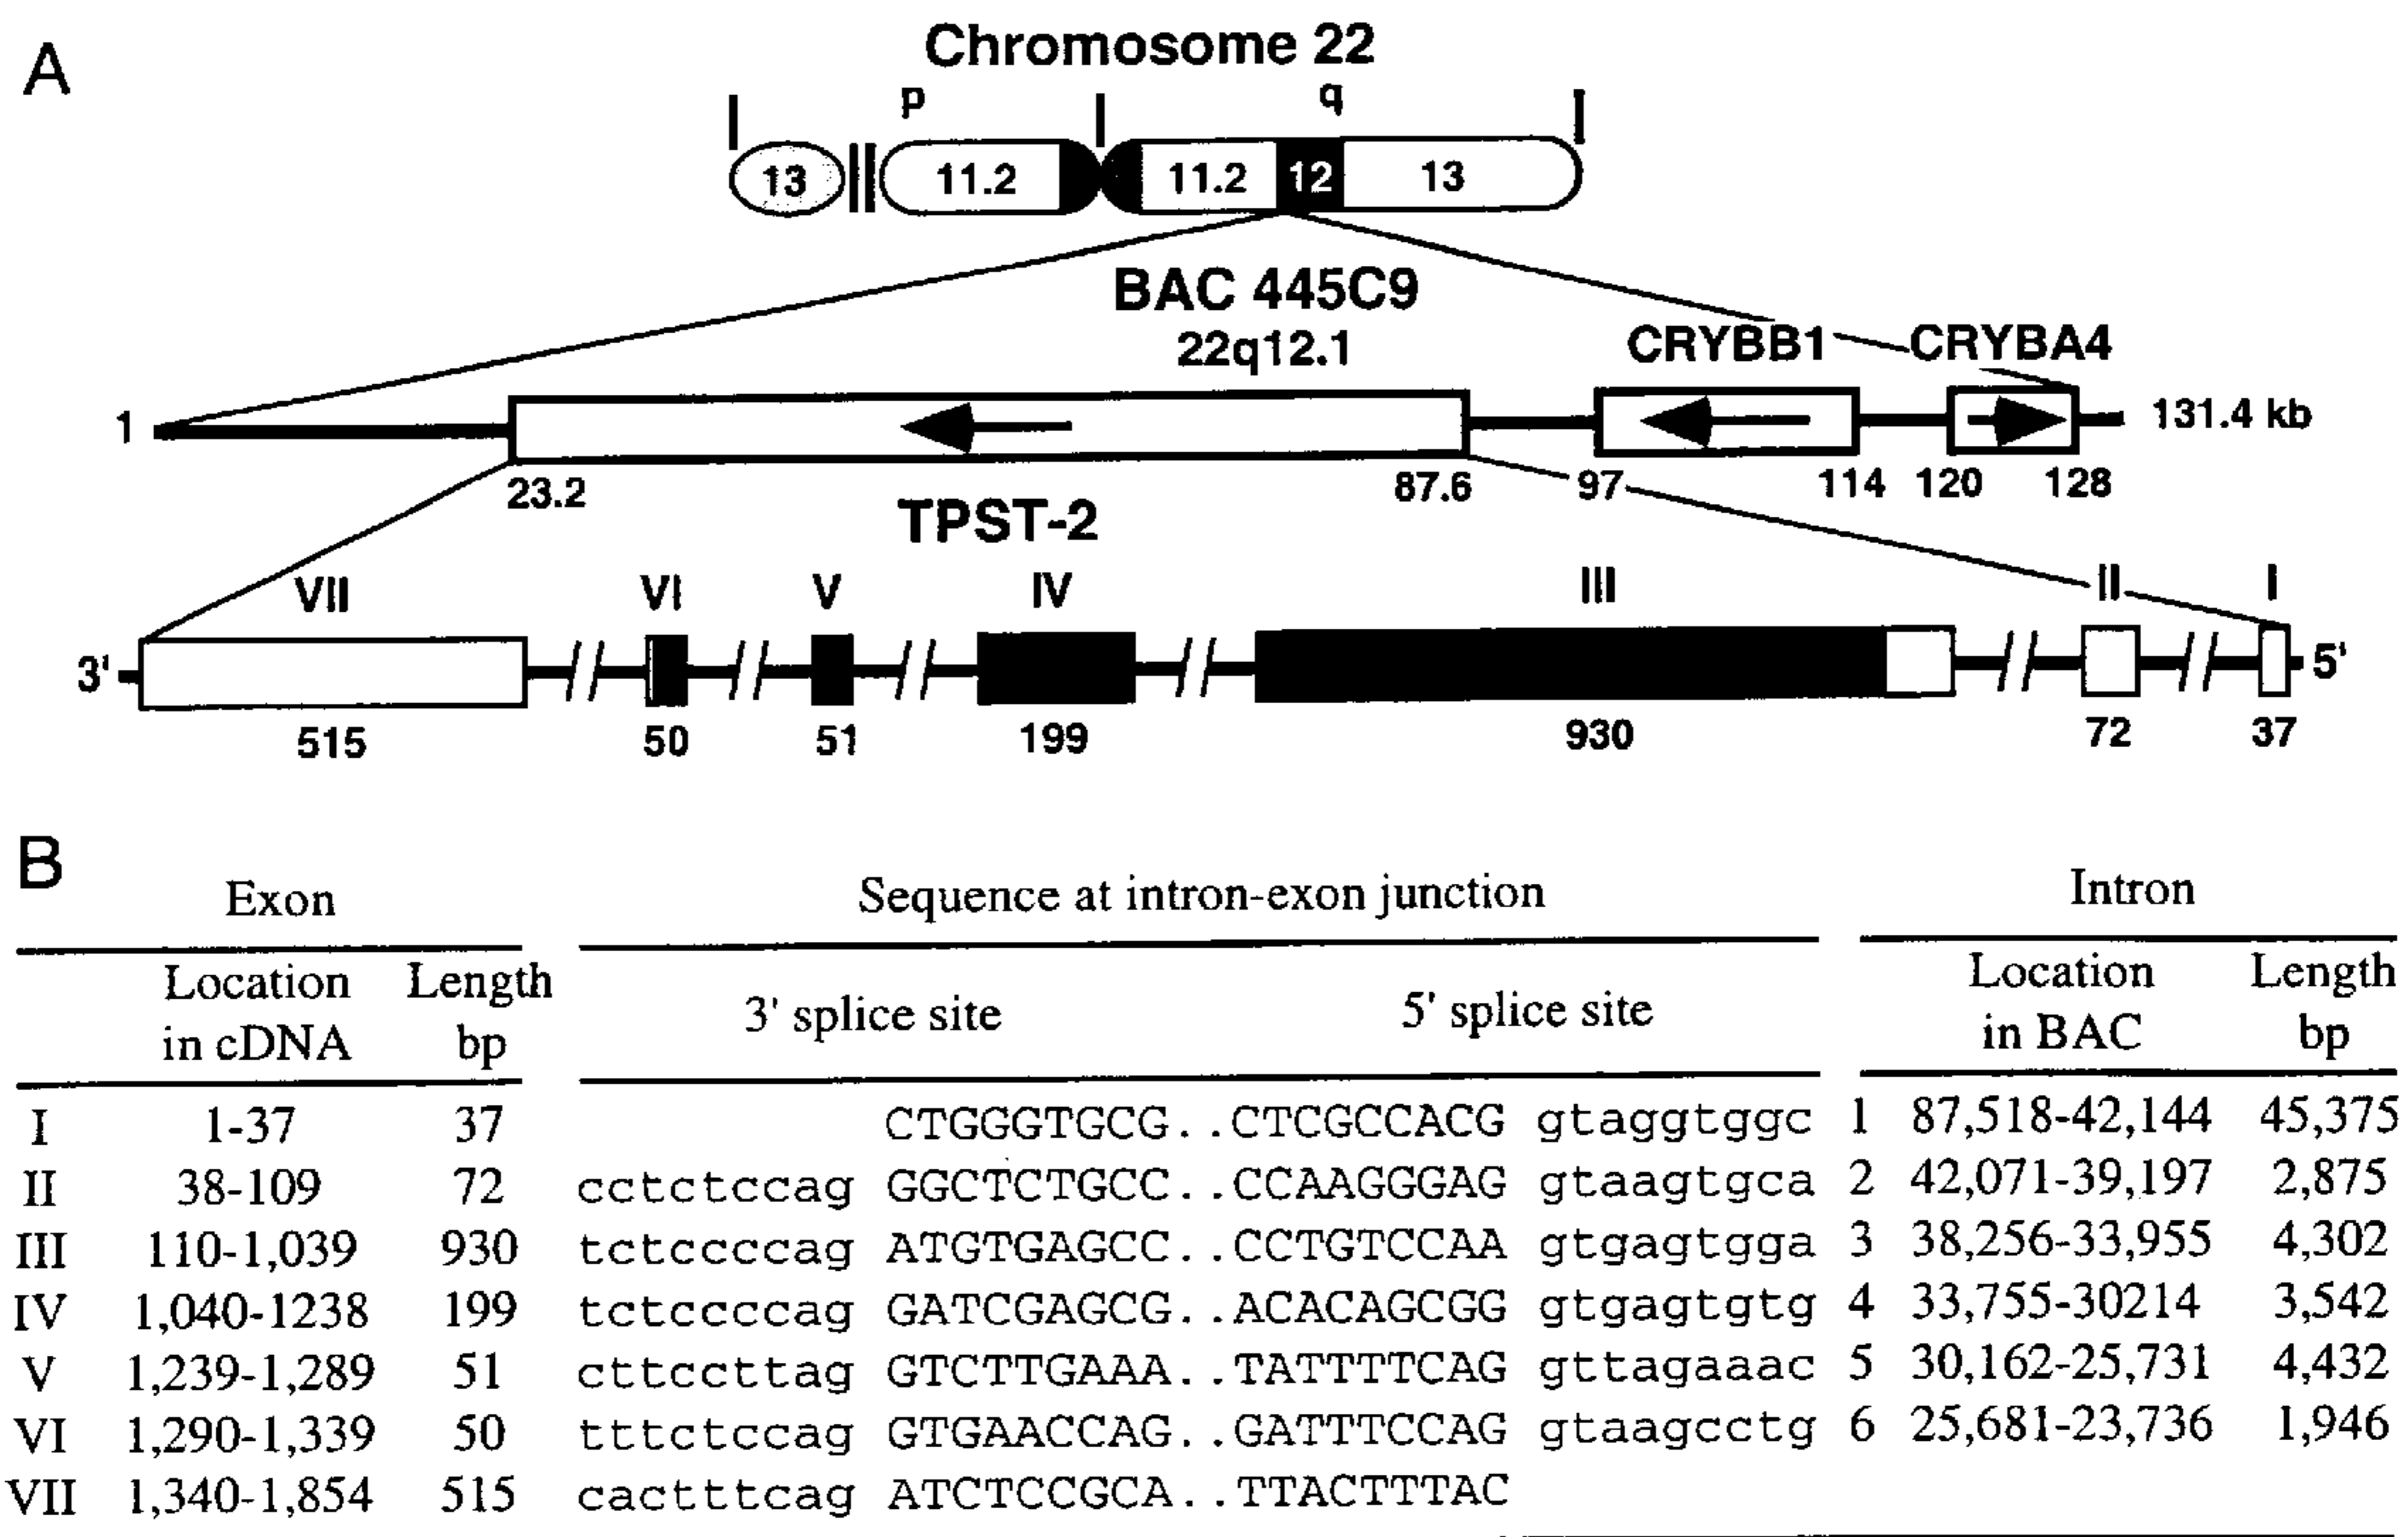 A
Chromosome 22
p q
13 11.2 11.2 12 13
BAC 445C9
22q12.1
CRYBB1 CRYBA4
1 131.4 kb
23.2 87.6 97 114 120 128
TPST-2
VII VI V IV III II I
3' 5'
515 50 51 199 930 72 37
B
Exon Sequence at intron-exon junction Intron
Location Length Location Length
3' splice site 5' splice site
in cDNA bp in BAC bp
I 1-37 37 CTGGGTGCG..CTCGCCACG gtaggtggc 1 87,518-42,144 45,375
II 38-109 72 cctctccag GGCTCTGCC..CCAAGGGAG gtaagtgca 2 42,071-39,197 2,875
III 110-1,039 930 tctccccag ATGTGAGCC..CCTGTCCAA gtgagtgga 3 38,256-33,955 4,302
IV 1,040-1238 199 tctccccag GATCGAGCG..ACACAGCGG gtgagtgtg 4 33,755-30214 3,542
V 1,239-1,289 51 cttccttag GTCTTGAAA..TATTTTCAG gttagaaac 5 30,162-25,731 4,432
VI 1,290-1,339 50 tttctccag GTGAACCAG..GATTTCCAG gtaagcctg 6 25,681-23,736 1,946
VII 1,340-1,854 515 cactttcag ATCTCCGCA..TTACTTTAC